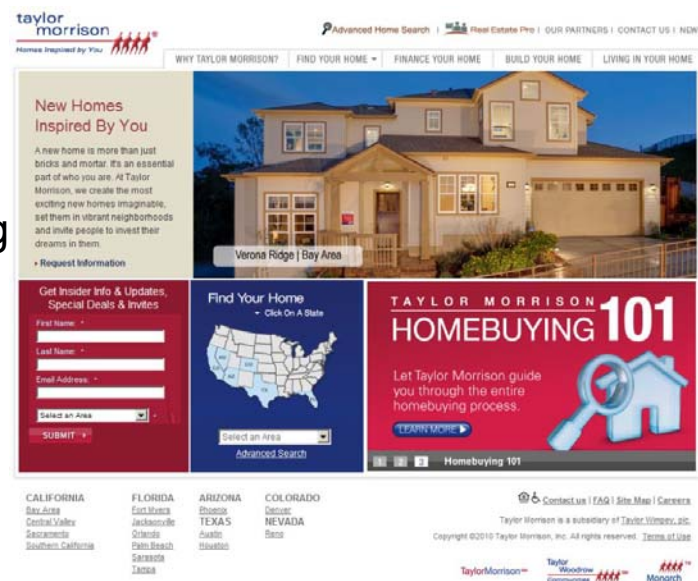 taylor
morrison
Homes Inspired by You
Advanced Home Search | Real Estate Pro | OUR PARTNERS | CONTACT US | NEW
WHY TAYLOR MORRISON? FIND YOUR HOME FINANCE YOUR HOME BUILD YOUR HOME LIVING IN YOUR HOME
New Homes
Inspired By You
A new home is more than just
bricks and mortar. It's an essential
part of who you are. At Taylor
Morrison, we create the most
exciting new homes imaginable,
set them in vibrant neighborhoods
and invite people to invest their
dreams in them.
Request Information
g
Verona Ridge | Bay Area
Get Insider Info & Updates,
Special Deals & Invites
First Name: *
Last Name: *
Email Address: *
Select an Area *
SUBMIT
Find Your Home
Click On A State
CA
NV
AZ
CO
TX
FL
Select an Area
Advanced Search
TAYLOR MORRISON
HOMEBUYING 101
Let Taylor Morrison guide
you through the entire
homebuying process.
LEARN MORE
1 2 3 Homebuying 101
CALIFORNIA
Bay Area
Central Valley
Sacramento
Southern California
FLORIDA
Fort Myers
Jacksonville
Orlando
Palm Beach
Sarasota
Tampa
ARIZONA
Phoenix
TEXAS
Austin
Houston
COLORADO
Denver
NEVADA
Reno
Contact us | FAQ | Site Map | Careers
Taylor Morrison is a subsidiary of Taylor Wimpey, plc.
Copyright ©2010 Taylor Morrison, Inc. All rights reserved. Terms of Use
TaylorMorrison
Taylor
Woodrow
Communities
Monarch